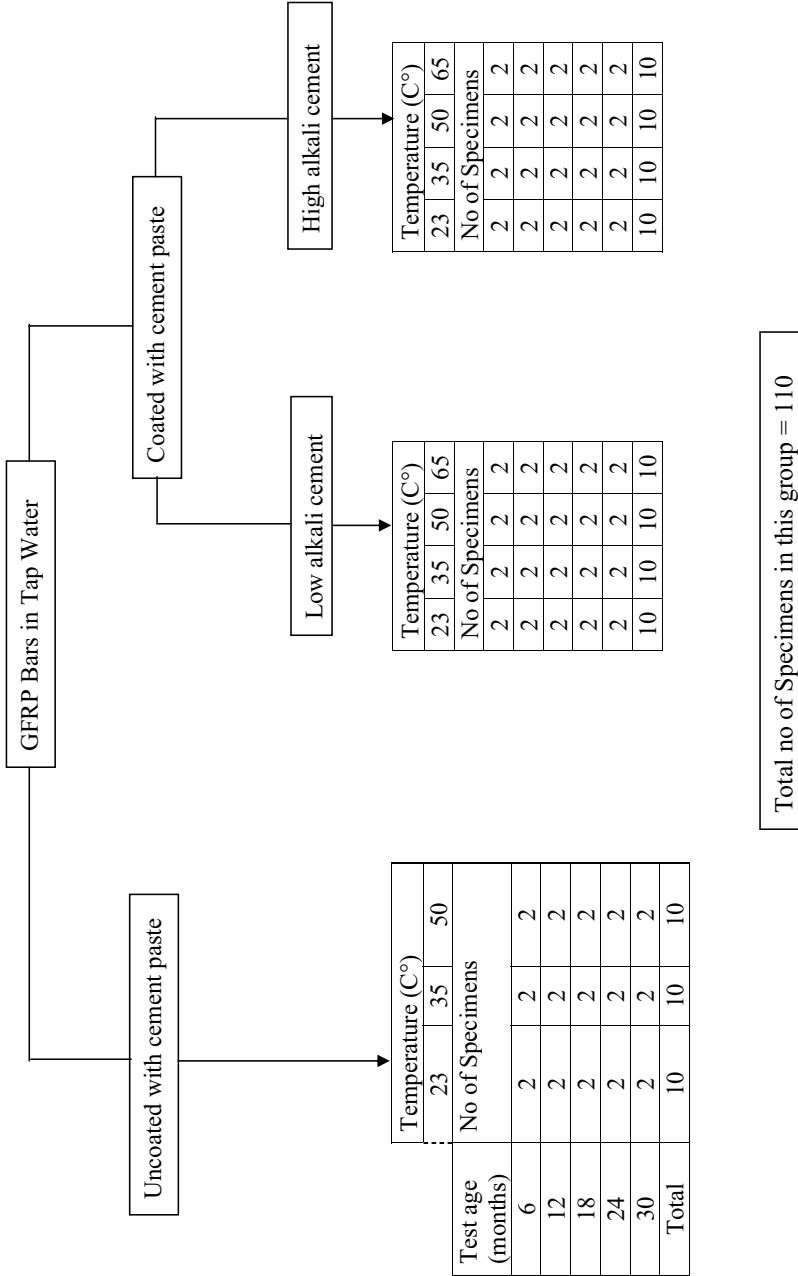 GFRP Bars in Tap Water
Uncoated with cement paste
Coated with cement paste
Low alkali cement
High alkali cement
Temperature (C°)
23 35 50
Test age (months) No of Specimens
6 2 2 2
12 2 2 2
18 2 2 2
24 2 2 2
30 2 2 2
Total 10 10 10
Temperature (C°)
23 35 50 65
No of Specimens
2 2 2 2
2 2 2 2
2 2 2 2
2 2 2 2
2 2 2 2
10 10 10 10
Temperature (C°)
23 35 50 65
No of Specimens
2 2 2 2
2 2 2 2
2 2 2 2
2 2 2 2
2 2 2 2
10 10 10 10
Total no of Specimens in this group = 110